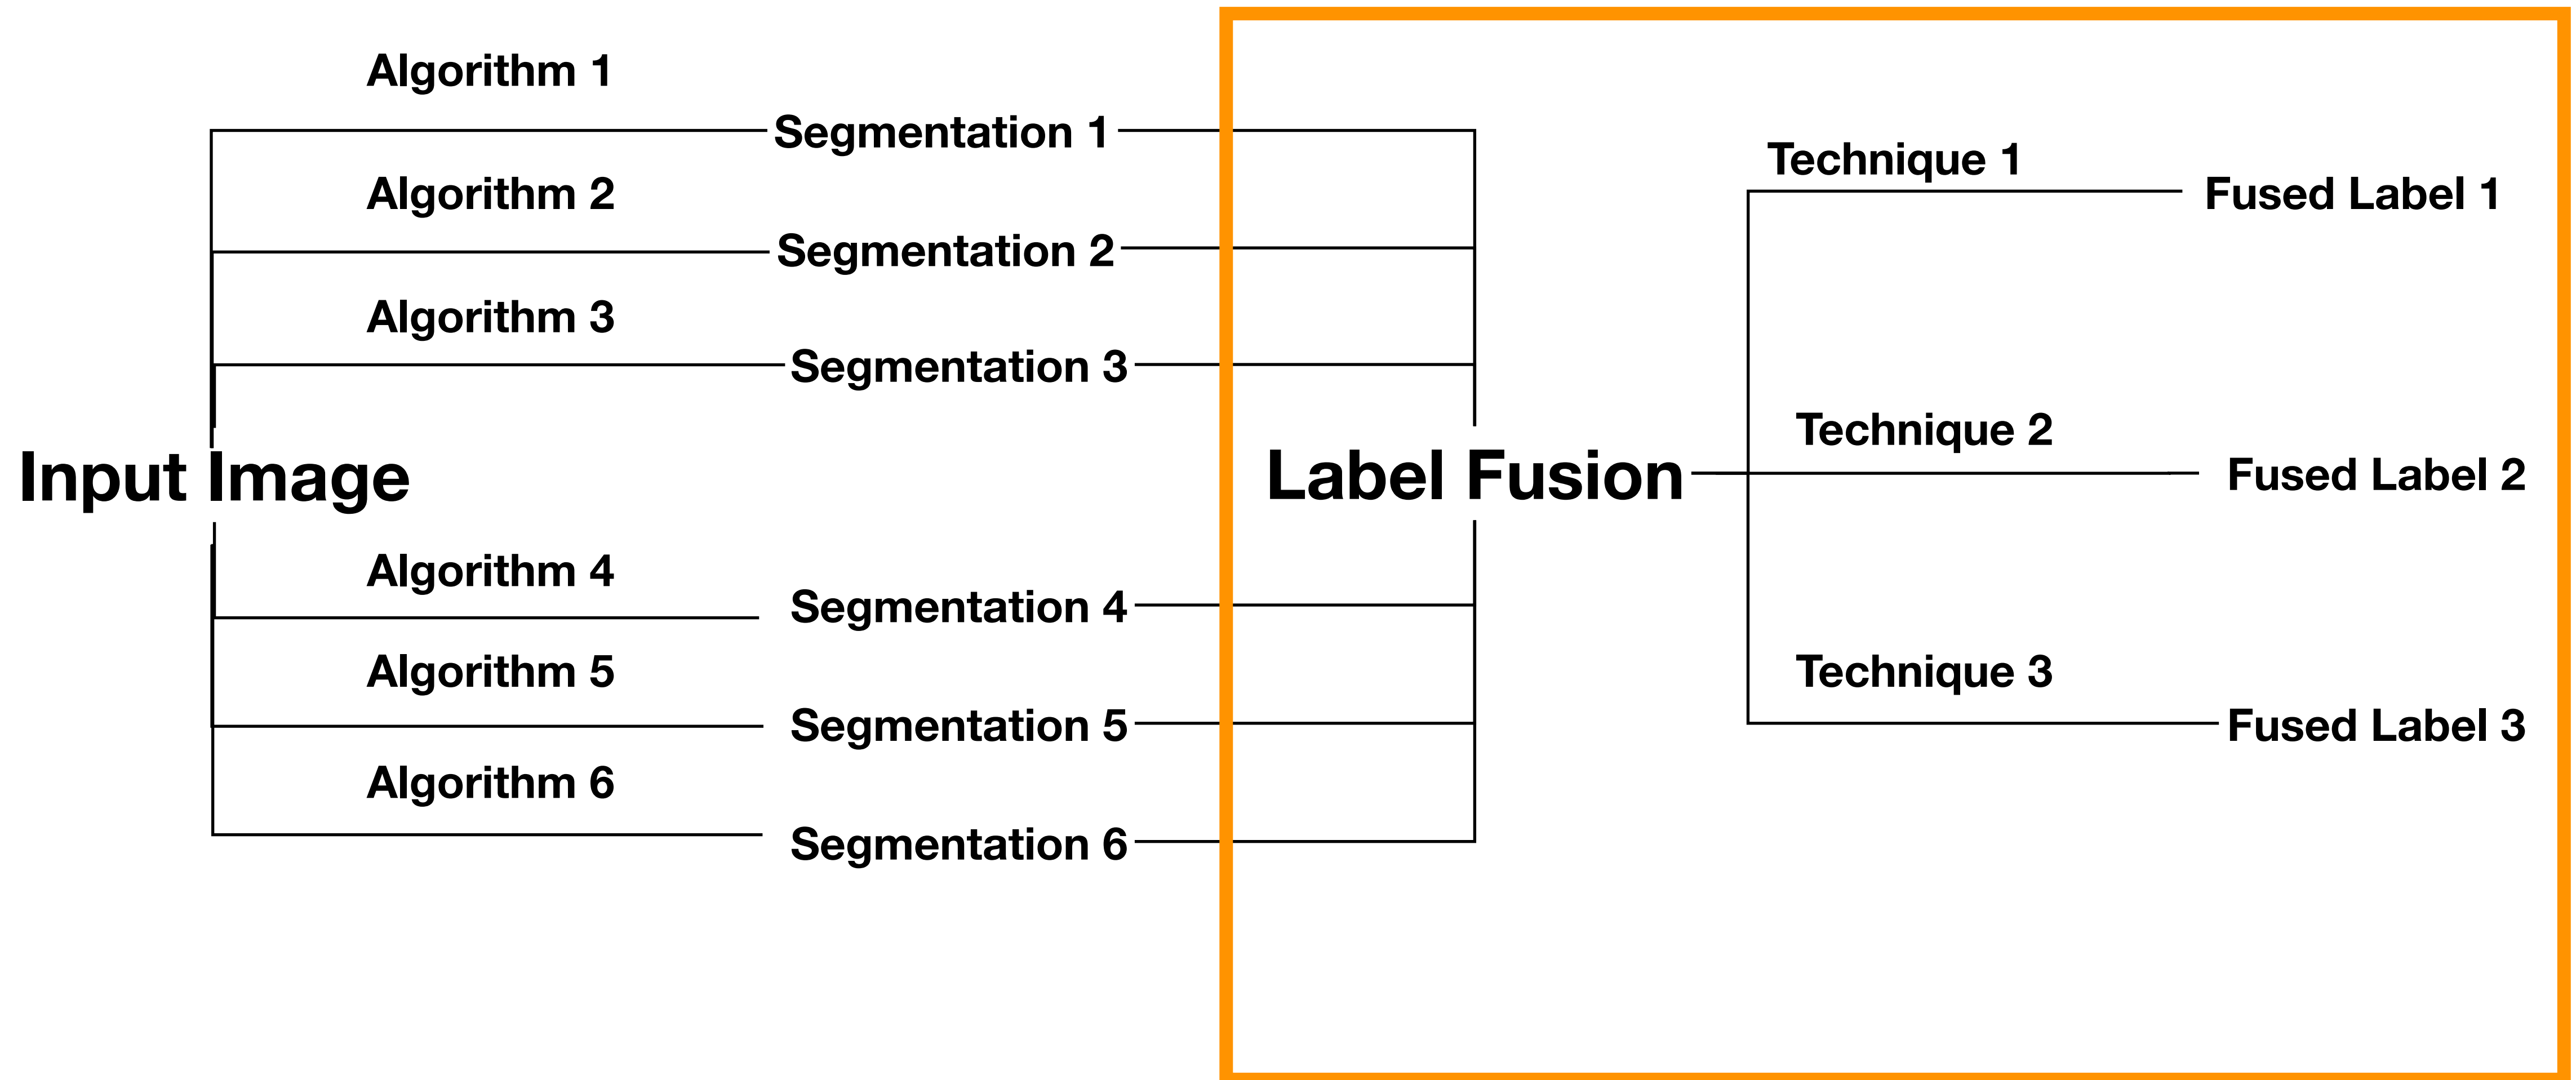 Algorithm 1
Segmentation 1
Algorithm 2
Segmentation 2
Algorithm 3
Segmentation 3
Input Image
Algorithm 4
Segmentation 4
Algorithm 5
Segmentation 5
Algorithm 6
Segmentation 6
Label Fusion
Technique 1
Fused Label 1
Technique 2
Fused Label 2
Technique 3
Fused Label 3